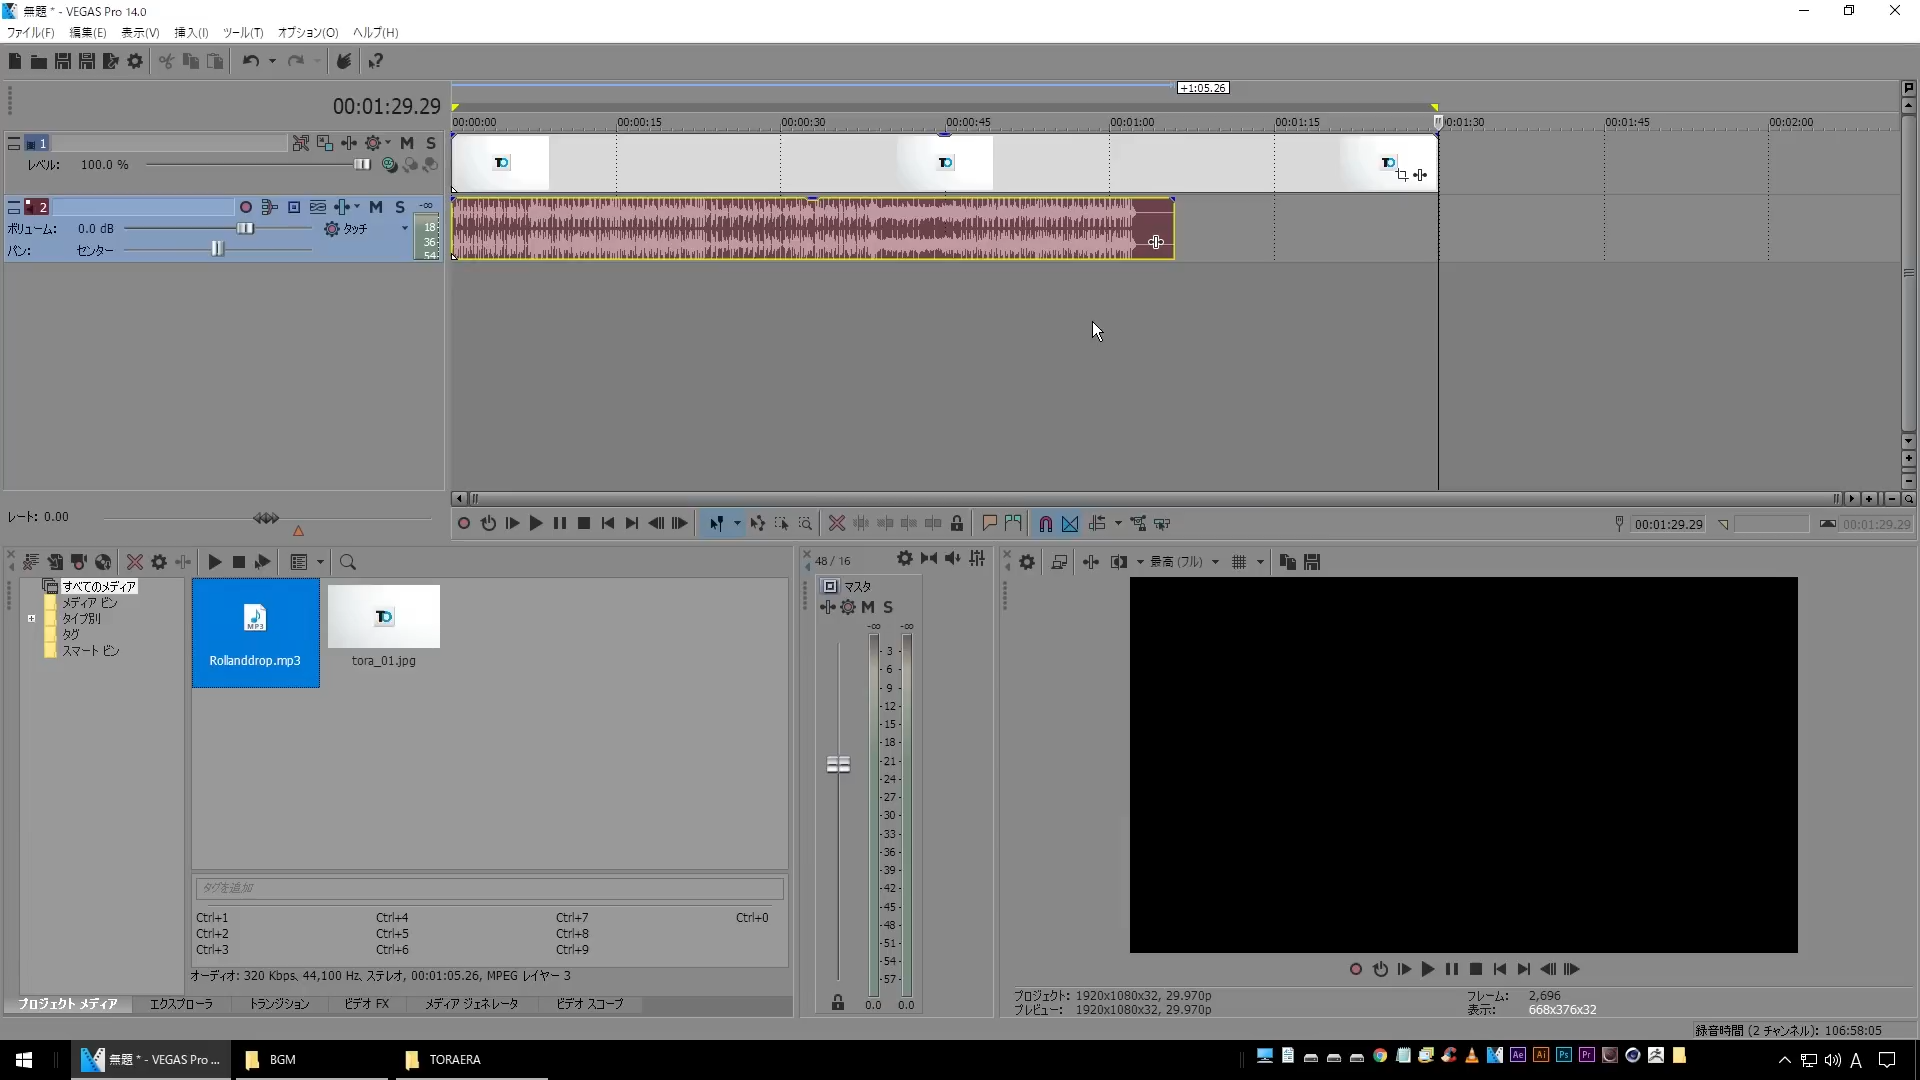 無題 * - VEGAS Pro 14.0
ファイル(F) 編集(E) 表示(V) 挿入(I) ツール(T) オプション(O) ヘルプ(H)
+1:05.26
00:01:29.29
00:00:00 00:00:15 00:00:30 00:00:45 00:01:00 00:01:15 00:01:30 00:01:45 00:02:00
1 M S
レベル: 100.0 %
TO TO TO
2 M S -∞
ボリューム: 0.0 dB タッチ 18
36
パン: センター 54
レート: 0.00
00:01:29.29 00:01:29.29
48 / 16
最高 (フル)
すべてのメディア
メディア ビン
タイプ別
タグ
スマート ビン
MP3
Rollanddrop.mp3
TO
tora_01.jpg
マスタ
M S
-∞ -∞
- 3 -
- 6 -
- 9 -
- 12 -
- 15 -
- 18 -
- 21 -
- 24 -
- 27 -
- 30 -
- 33 -
- 36 -
- 39 -
- 42 -
- 45 -
- 48 -
- 51 -
- 54 -
- 57 -
0.0 0.0
タグを追加
Ctrl+1 Ctrl+4 Ctrl+7 Ctrl+0
Ctrl+2 Ctrl+5 Ctrl+8
Ctrl+3 Ctrl+6 Ctrl+9
オーディオ: 320 Kbps、44,100 Hz、ステレオ, 00:01:05.26, MPEG レイヤー 3
プロジェクト メディア エクスプローラ トランジション ビデオ FX メディア ジェネレータ ビデオ スコープ
プロジェクト: 1920x1080x32, 29.970p
プレビュー: 1920x1080x32, 29.970p
フレーム: 2,696
表示: 668x376x32
録音時間 (2 チャンネル): 106:58:05
無題 * - VEGAS Pro ... BGM TORAERA
Ae Ai Ps Pr
A